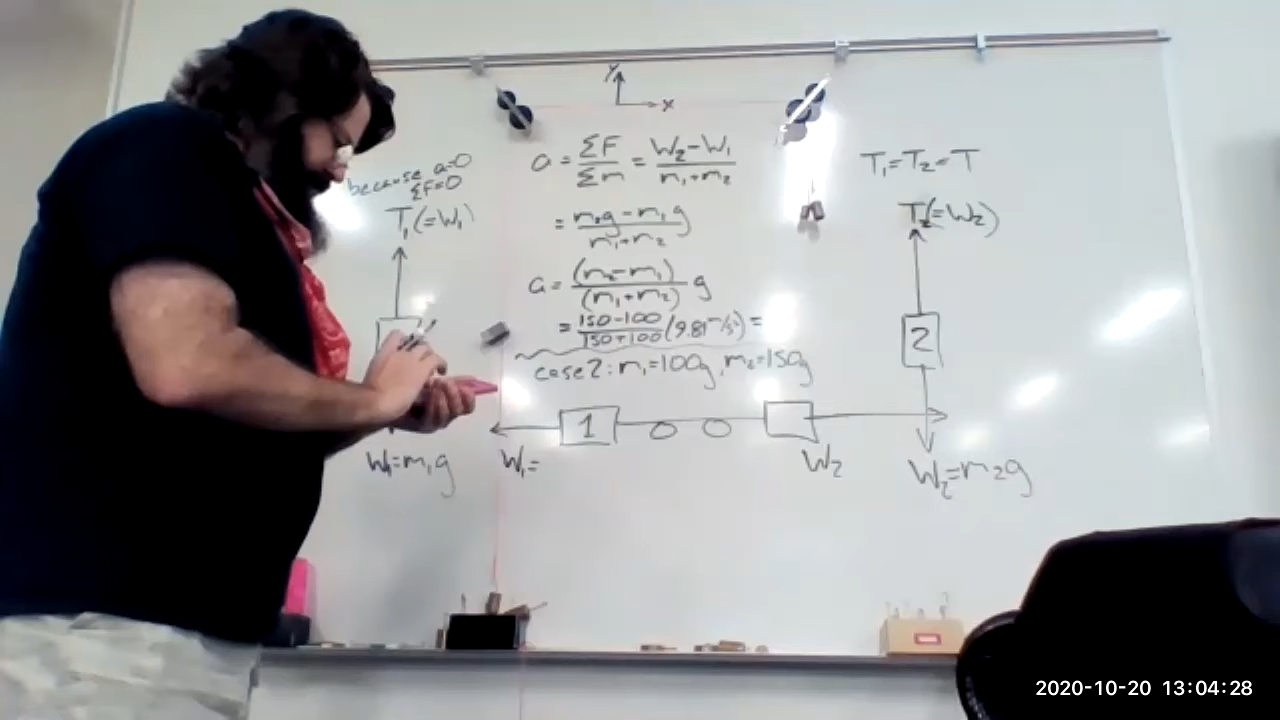 Y
X
because a=0
ΣF=0
T₁(=W₁)
W₁=m₁g
a = ΣF/Σm = W₂-W₁/m₁+m₂
= m₂g-m₁g/m₁+m₂
a = (m₂-m₁)/(m₁+m₂) g
= 150-100/150+100 (9.81 m/s²) =
case 2: m₁=100g, m₂=150g
1
W₁=
W₂
T₁=T₂=T
T₂(=W₂)
2
W₂=m₂g
2020-10-20 13:04:28